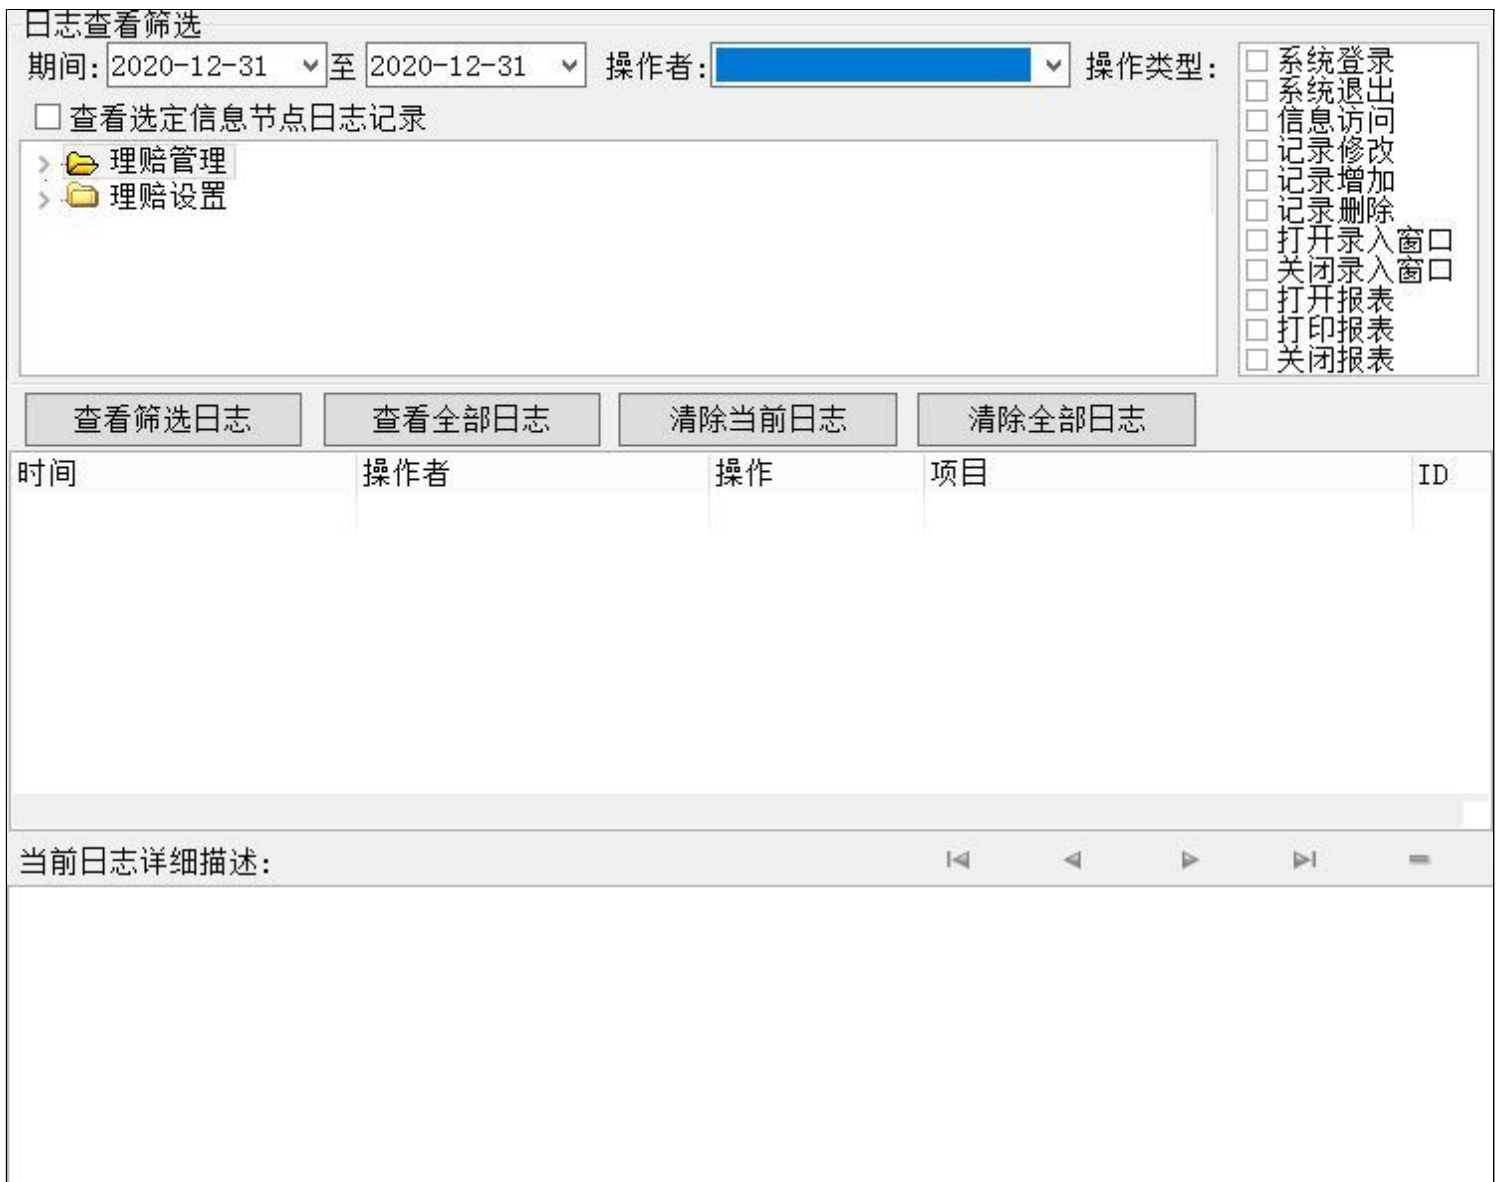 日志查看筛选
期间: 2020-12-31 至 2020-12-31 操作者: 操作类型:
系统登录
系统退出
信息访问
记录修改
记录增加
记录删除
打开录入窗口
关闭录入窗口
打开报表
打印报表
关闭报表
查看选定信息节点日志记录
理赔管理
理赔设置
查看筛选日志 查看全部日志 清除当前日志 清除全部日志
时间 操作者 操作 项目 ID
当前日志详细描述: